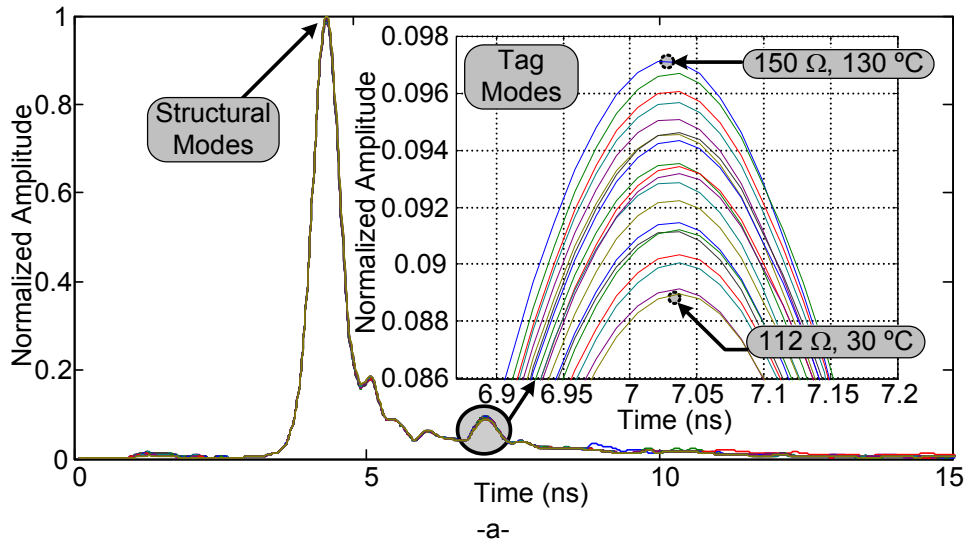 1
0.8
0.6
0.4
0.2
0
Normalized Amplitude
Structural
Modes
0.098
0.096
0.094
0.092
0.09
0.088
0.086
Normalized Amplitude
Tag
Modes
150 Ω, 130 ºC
112 Ω, 30 ºC
6.9 6.95 7 7.05 7.1 7.15 7.2
Time (ns)
0 5 10 15
Time (ns)
-a-